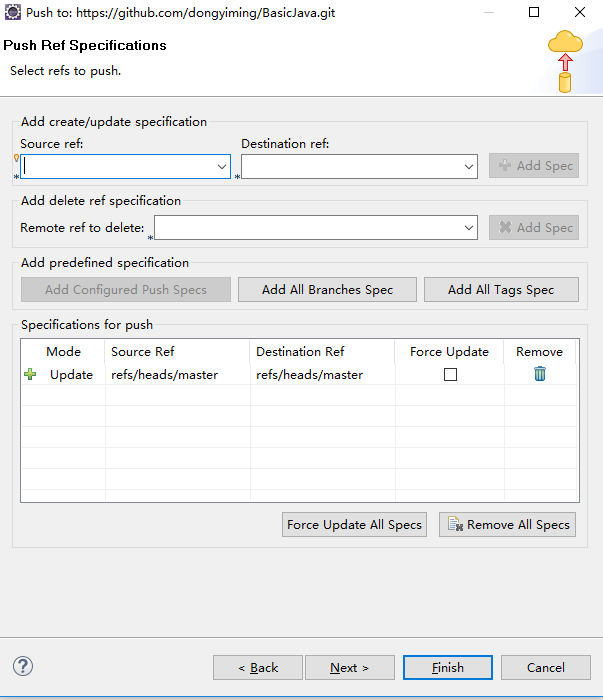 Push to: https://github.com/dongyiming/BasicJava.git
Push Ref Specifications
Select refs to push.
Add create/update specification
Source ref: Destination ref:
* * Add Spec
Add delete ref specification
Remote ref to delete: * Add Spec
Add predefined specification
Add Configured Push Specs Add All Branches Spec Add All Tags Spec
Specifications for push
Mode Source Ref Destination Ref Force Update Remove
Update refs/heads/master refs/heads/master
Force Update All Specs Remove All Specs
? < Back Next > Finish Cancel